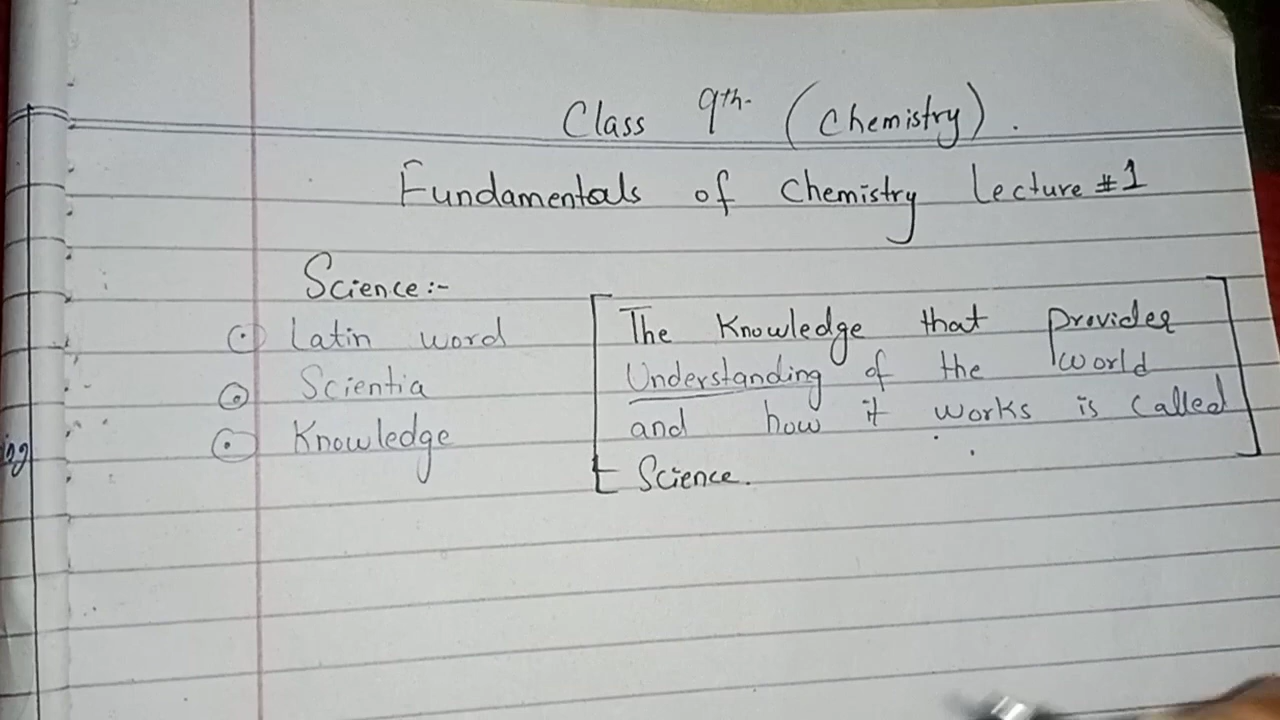 Class 9th. (Chemistry).
Fundamentals of Chemistry Lecture #1
Science:-
Latin word
Scientia
Knowledge
The Knowledge that provides
Understanding of the world
and how it works is called
Science.